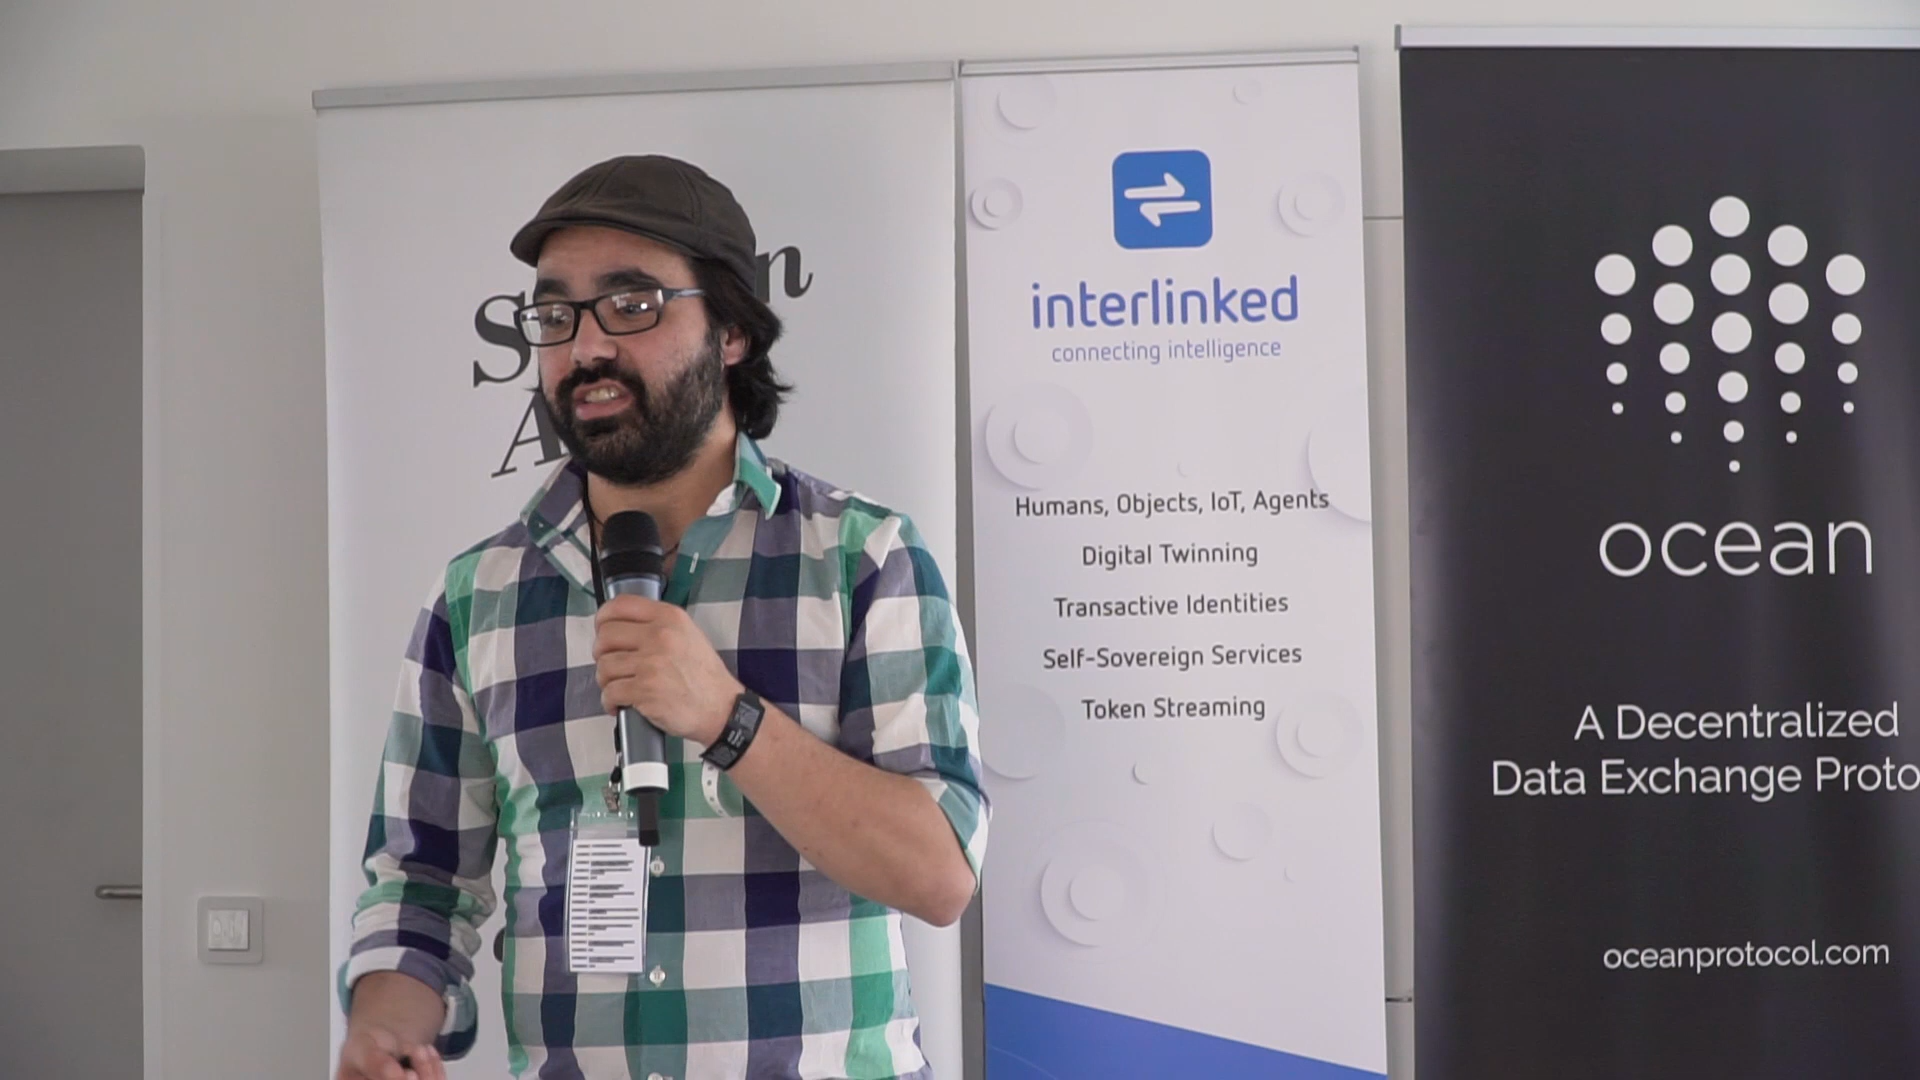 interlinked
connecting intelligence
Humans, Objects, IoT, Agents
Digital Twinning
Transactive Identities
Self-Sovereign Services
Token Streaming
ocean
A Decentralized
Data Exchange Proto
oceanprotocol.com